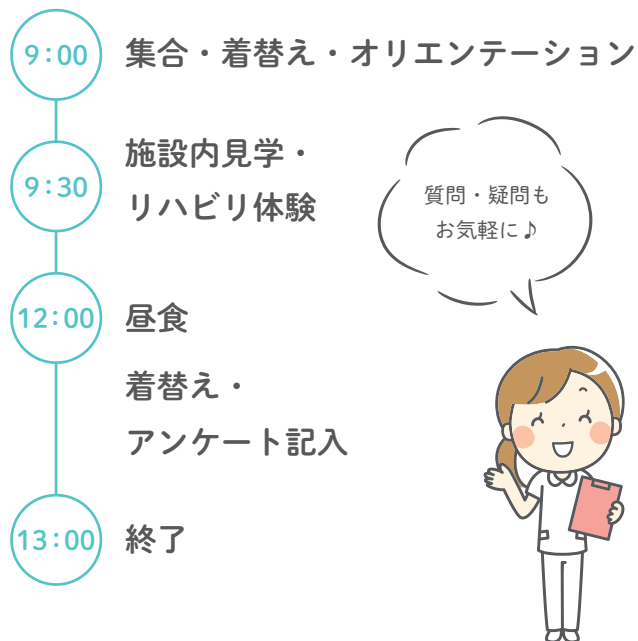 9:00 集合・着替え・オリエンテーション
9:30 施設内見学・
リハビリ体験
質問・疑問も
お気軽に♪
12:00 昼食
着替え・
アンケート記入
13:00 終了